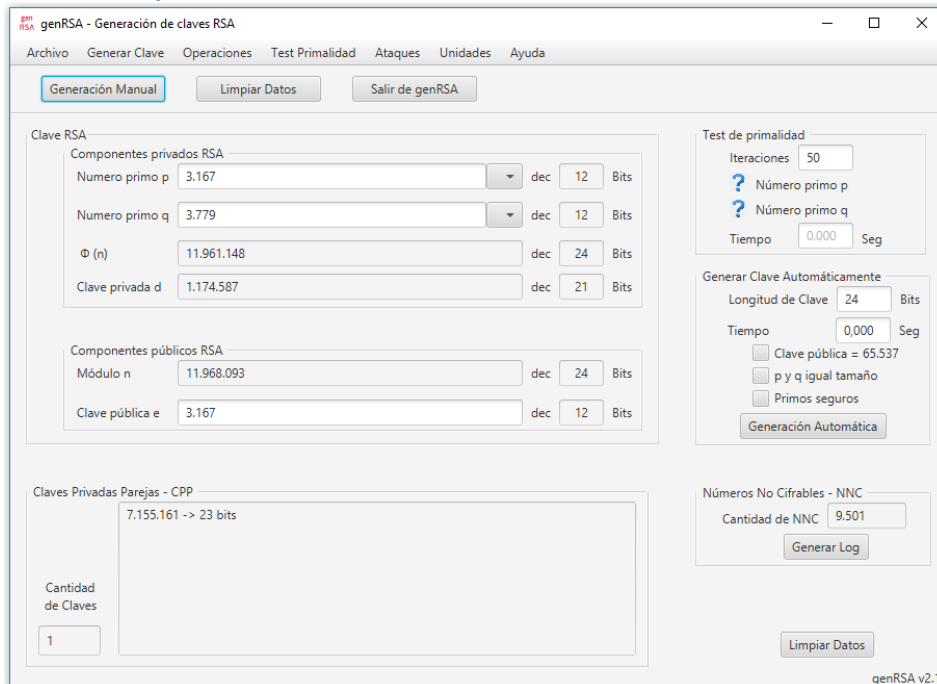 genRSA - Generación de claves RSA
Archivo Generar Clave Operaciones Test Primalidad Ataques Unidades Ayuda
Generación Manual Limpiar Datos Salir de genRSA
Clave RSA
Componentes privados RSA
Numero primo p 3.167 dec 12 Bits
Numero primo q 3.779 dec 12 Bits
Φ (n) 11.961.148 dec 24 Bits
Clave privada d 1.174.587 dec 21 Bits
Componentes públicos RSA
Módulo n 11.968.093 dec 24 Bits
Clave pública e 3.167 dec 12 Bits
Test de primalidad
Iteraciones 50
? Número primo p
? Número primo q
Tiempo 0.000 Seg
Generar Clave Automáticamente
Longitud de Clave 24 Bits
Tiempo 0,000 Seg
Clave pública = 65.537
p y q igual tamaño
Primos seguros
Generación Automática
Claves Privadas Parejas - CPP
7.155.161 -> 23 bits
Cantidad
de Claves
1
Números No Cifrables - NNC
Cantidad de NNC 9.501
Generar Log
Limpiar Datos
genRSA v2.1